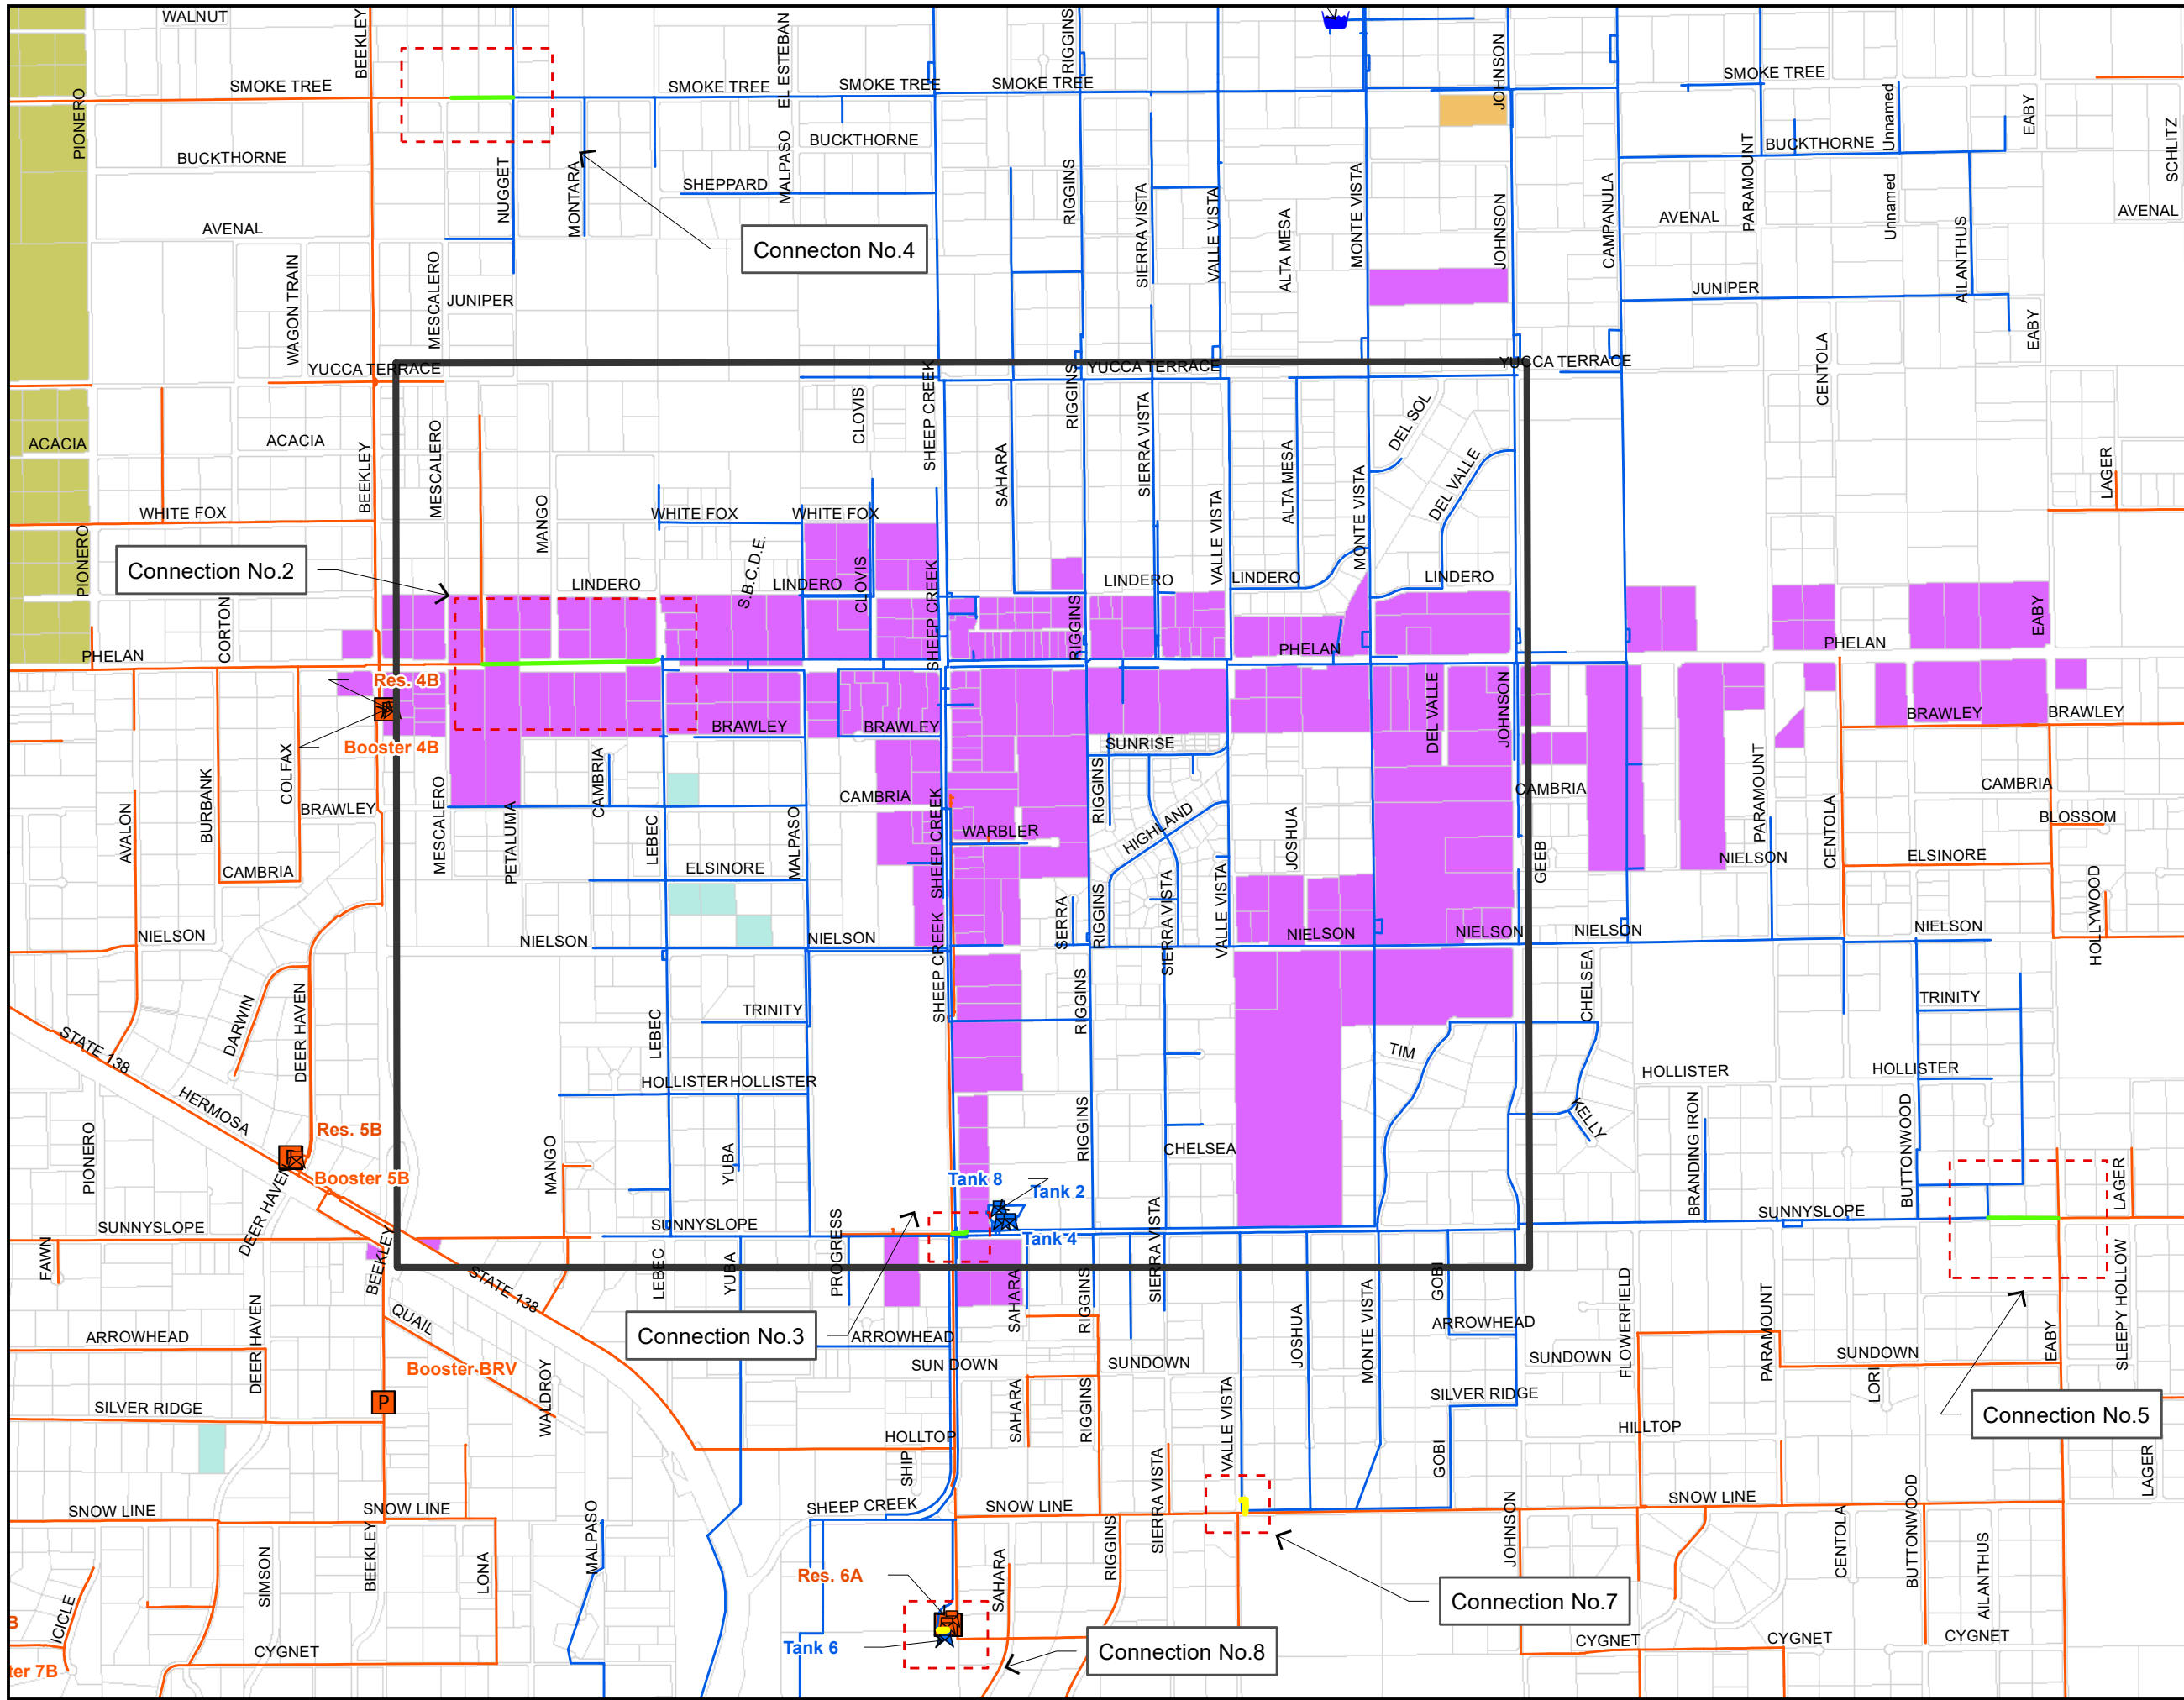 WALNUT
BEEKLEY
EL ESTEBAN
RIGGINS
JOHNSON
SMOKE TREE
SMOKE TREE
SMOKE TREE
SMOKE TREE
SMOKE TREE
PIONERO
BUCKTHORNE
NUGGET
MONTARA
MALPASO
BUCKTHORNE
SHEPPARD
RIGGINS
SIERRA VISTA
VALLE VISTA
ALTA MESA
MONTE VISTA
JOHNSON
CAMPANULA
PARAMOUNT
BUCKTHORNE
Unnamed
Unnamed
EABY
SCHLITZ
AVENAL
AVENAL
AVENAL
AILANTHUS
Connecton No.4
WAGON TRAIN
MESCALERO
JUNIPER
JUNIPER
EABY
YUCCA TERRACE
YUCCA TERRACE
YUCCA TERRACE
CENTOLA
ACACIA
ACACIA
BEEKLEY
MESCALERO
MANGO
CLOVIS
SHEEP CREEK
SAHARA
RIGGINS
SIERRA VISTA
VALLE VISTA
ALTA MESA
MONTE VISTA
DEL SOL
DEL VALLE
LAGER
WHITE FOX
WHITE FOX
WHITE FOX
PIONERO
Connection No.2
LINDERO
S.B.C.D.E.
LINDERO
CLOVIS
SHEEP CREEK
RIGGINS
LINDERO
LINDERO
LINDERO
CORTON
PHELAN
PHELAN
PHELAN
EABY
Res. 4B
Booster 4B
BRAWLEY
BRAWLEY
DEL VALLE
JOHNSON
BRAWLEY
BRAWLEY
SUNRISE
AVALON
BURBANK
COLFAX
BRAWLEY
MESCALERO
PETALUMA
CAMBRIA
LEBEC
MALPASO
CAMBRIA
SHEEP CREEK
WARBLER
RIGGINS
HIGHLAND
JOSHUA
CAMBRIA
GEEB
PARAMOUNT
CENTOLA
CAMBRIA
BLOSSOM
CAMBRIA
ELSINORE
NIELSON
ELSINORE
HOLLYWOOD
NIELSON
NIELSON
NIELSON
SHEEP CREEK
SERRA
RIGGINS
SIERRA VISTA
VALLE VISTA
NIELSON
NIELSON
NIELSON
NIELSON
DARWIN
DEER HAVEN
LEBEC
TRINITY
SHEEP CREEK
RIGGINS
CHELSEA
TRINITY
STATE 138
HERMOSA
HOLLISTER
HOLLISTER
TIM
HOLLISTER
HOLLISTER
KELLY
Res. 5B
Booster 5B
PIONERO
MANGO
YUBA
RIGGINS
CHELSEA
BRANDING IRON
BUTTONWOOD
LAGER
Tank 8
Tank 2
Tank 4
SUNNYSLOPE
SUNNYSLOPE
SUNNYSLOPE
FAWN
DEER HAVEN
BEEKLEY
STATE 138
LEBEC
YUBA
PROGRESS
SAHARA
RIGGINS
SIERRA VISTA
JOSHUA
MONTE VISTA
GOBI
FLOWERFIELD
PARAMOUNT
EABY
SLEEPY HOLLOW
Connection No.3
ARROWHEAD
DEER HAVEN
QUAIL
ARROWHEAD
ARROWHEAD
Booster-BRV
WALDROY
SUN DOWN
SUNDOWN
SUNDOWN
SUNDOWN
LORI
P
SILVER RIDGE
SILVER RIDGE
SAHARA
RIGGINS
VALLE VISTA
HOLLTOP
HILLTOP
Connection No.5
SHIP
SIERRA VISTA
GOBI
BUTTONWOOD
LAGER
SNOW LINE
SNOW LINE
SHEEP CREEK
SNOW LINE
SNOW LINE
SIMSON
BEEKLEY
LONA
MALPASO
RIGGINS
JOHNSON
CENTOLA
AILANTHUS
Res. 6A
SAHARA
Connection No.7
ICICLE
B
ter 7B
CYGNET
Tank 6
Connection No.8
CYGNET
CYGNET
CYGNET